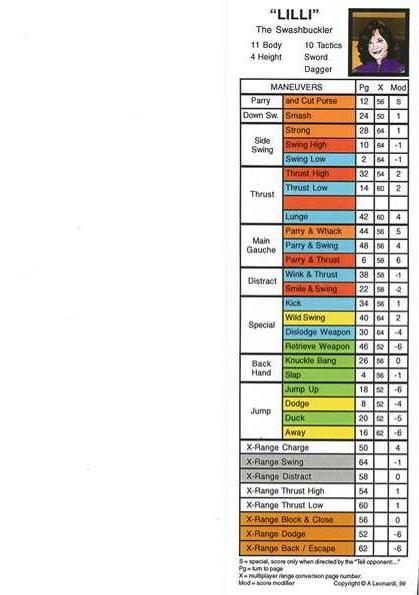 "LILLI"
The Swashbuckler
11 Body 10 Tactics
4 Height Sword
Dagger
MANEUVERS Pg X Mod
Parry and Cut Purse 12 56 S
Down Sw. Smash 24 50 1
Side Swing Strong 28 64 1
Swing High 10 64 -1
Swing Low 2 64 -1
Thrust Thrust High 32 54 2
Thrust Low 14 60 2
Lunge 42 60 4
Main Gauche Parry & Whack 44 56 5
Parry & Swing 48 56 4
Parry & Thrust 6 58 6
Distract Wink & Thrust 38 58 -1
Smile & Swing 22 58 -2
Special Kick 34 56 1
Wild Swing 40 64 2
Dislodge Weapon 30 64 -4
Retrieve Weapon 46 52 -6
Back Hand Knuckle Bang 26 56 0
Slap 4 56 -1
Jump Jump Up 18 52 -6
Dodge 8 52 -4
Duck 20 52 -5
Away 16 62 -6
X-Range Charge 50 4
X-Range Swing 64 -1
X-Range Distract 58 0
X-Range Thrust High 54 1
X-Range Thrust Low 60 1
X-Range Block & Close 56 0
X-Range Dodge 52 -6
X-Range Back / Escape 62 -6
S = special, score only when directed by the "Tell opponent:..."
Pg = turn to page
X = multiplayer range conversion page number.
Mod = score modifier Copyright © A Leonardi, 99